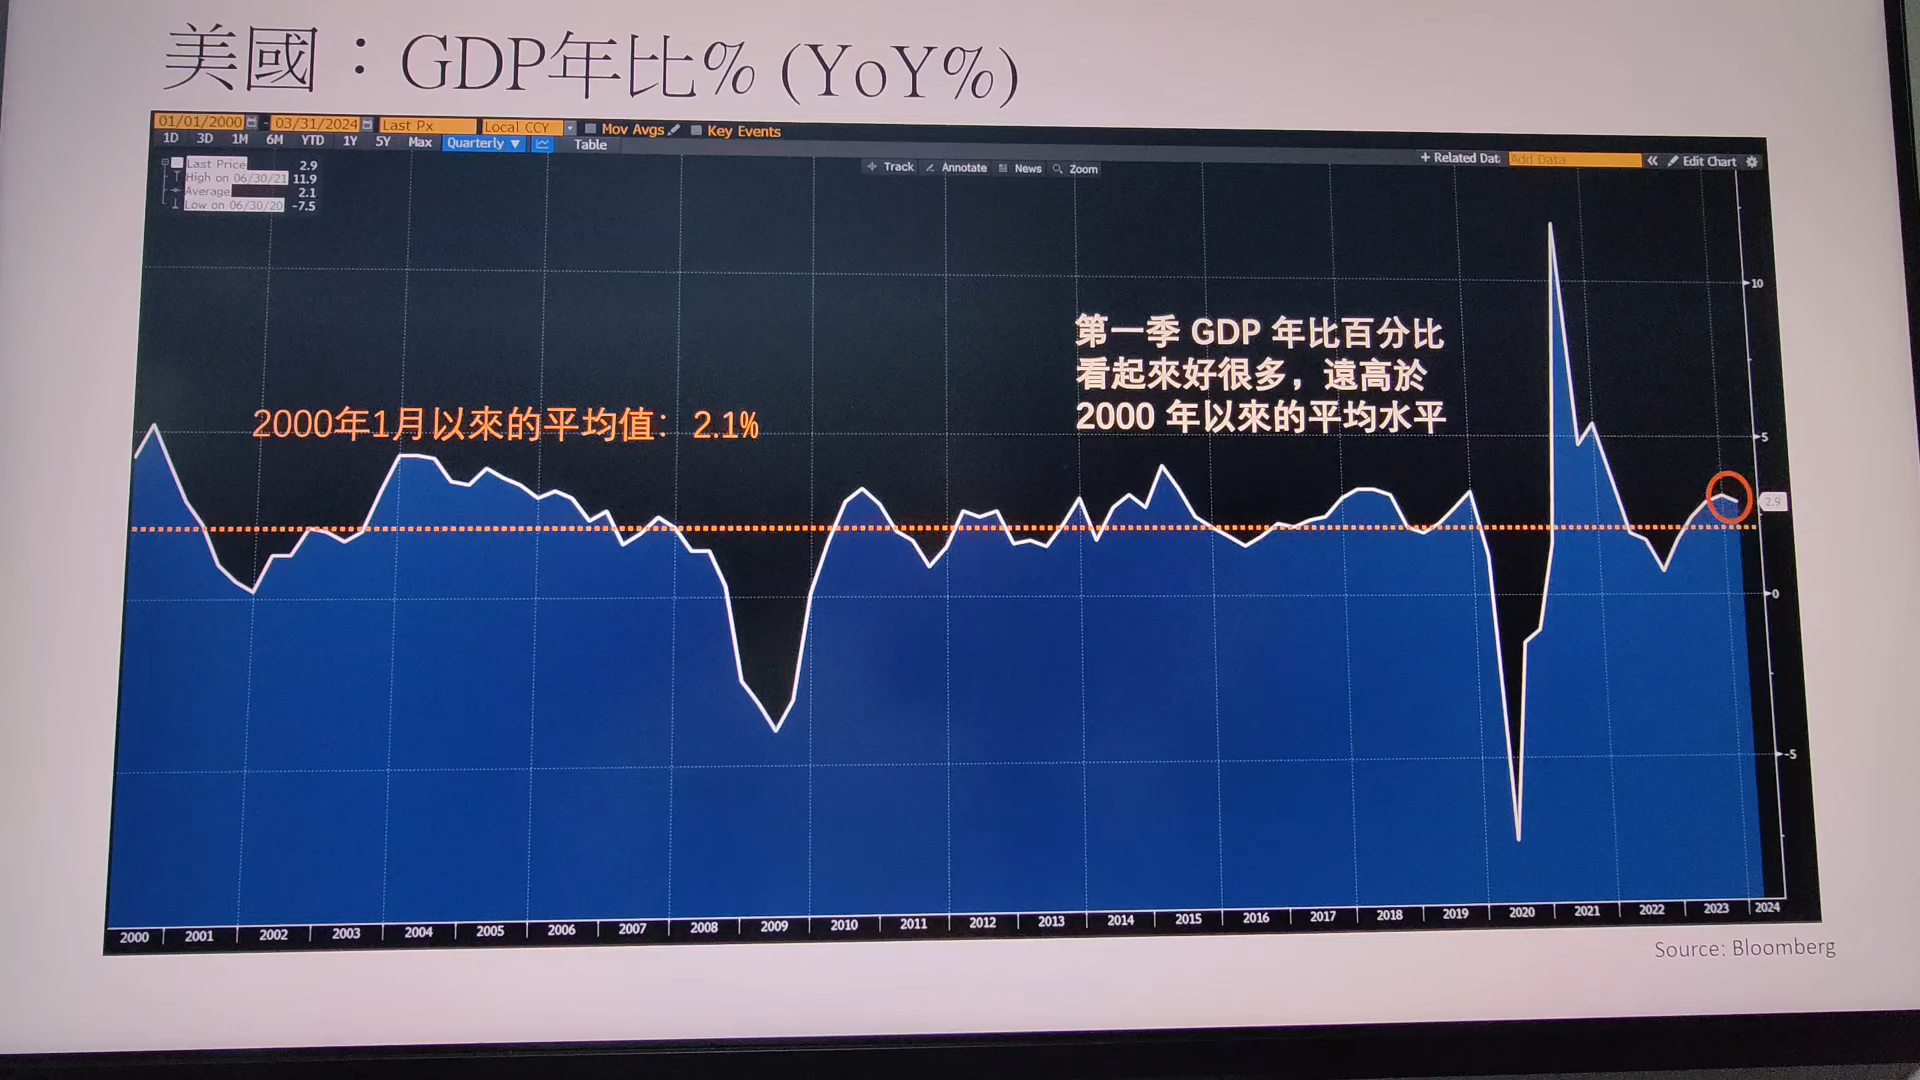 美國：GDP年比% (YoY%)
01/01/2000 - 03/31/2024 Last Px Local CCY Mov Avgs Key Events
1D 3D 1M 6M YTD 1Y 5Y Max Quarterly ▼ Table
+ Related Dat Add Data « Edit Chart
Track Annotate News Zoom
Last Price 2.9
High on 06/30/21 11.9
Average 2.1
Low on 06/30/20 -7.5
10
第一季 GDP 年比百分比
看起來好很多，遠高於
2000 年以來的平均水平
2000年1月以來的平均值：2.1%
5
2.9
0
-5
2000 2001 2002 2003 2004 2005 2006 2007 2008 2009 2010 2011 2012 2013 2014 2015 2016 2017 2018 2019 2020 2021 2022 2023 2024
Source: Bloomberg